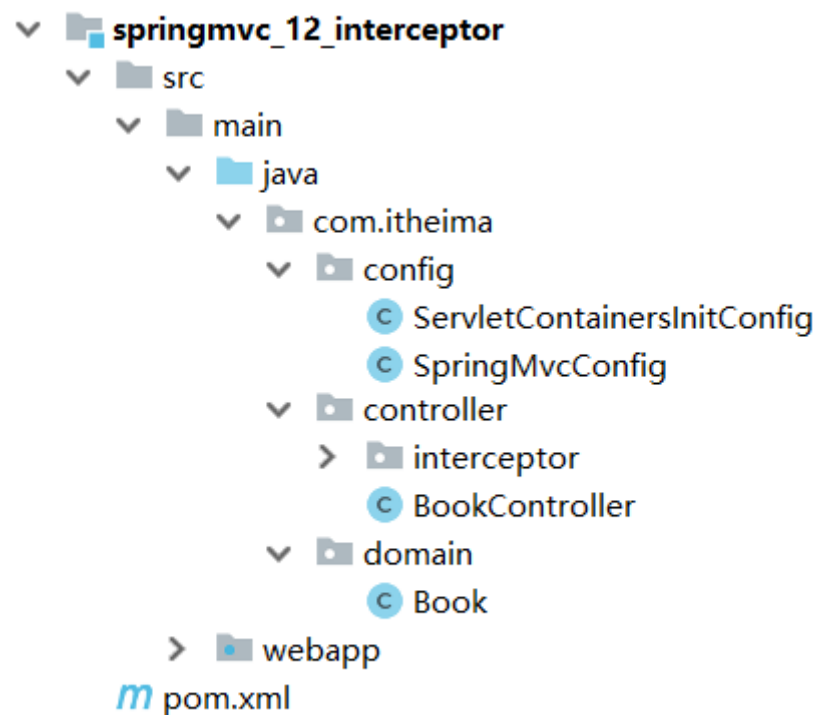 springmvc_12_interceptor
src
main
java
com.itheima
config
C ServletContainersInitConfig
C SpringMvcConfig
controller
interceptor
C BookController
domain
C Book
webapp
m pom.xml